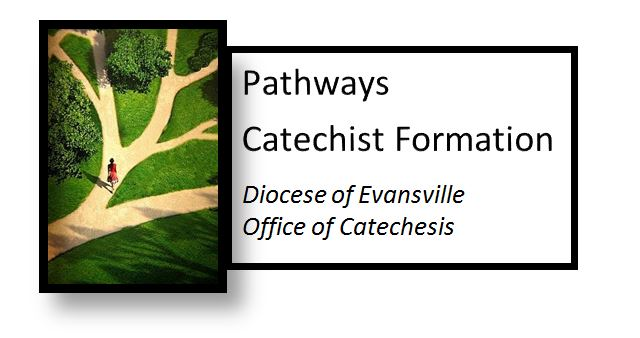 Pathways
Catechist Formation
Diocese of Evansville
Office of Catechesis